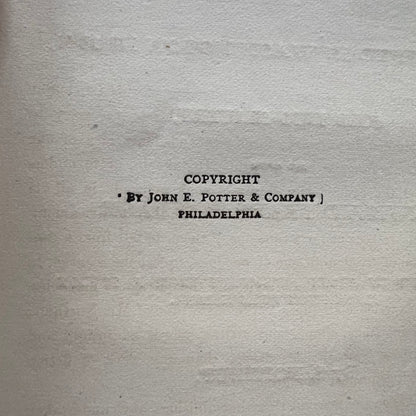 COPYRIGHT
By John E. Potter & Company
PHILADELPHIA